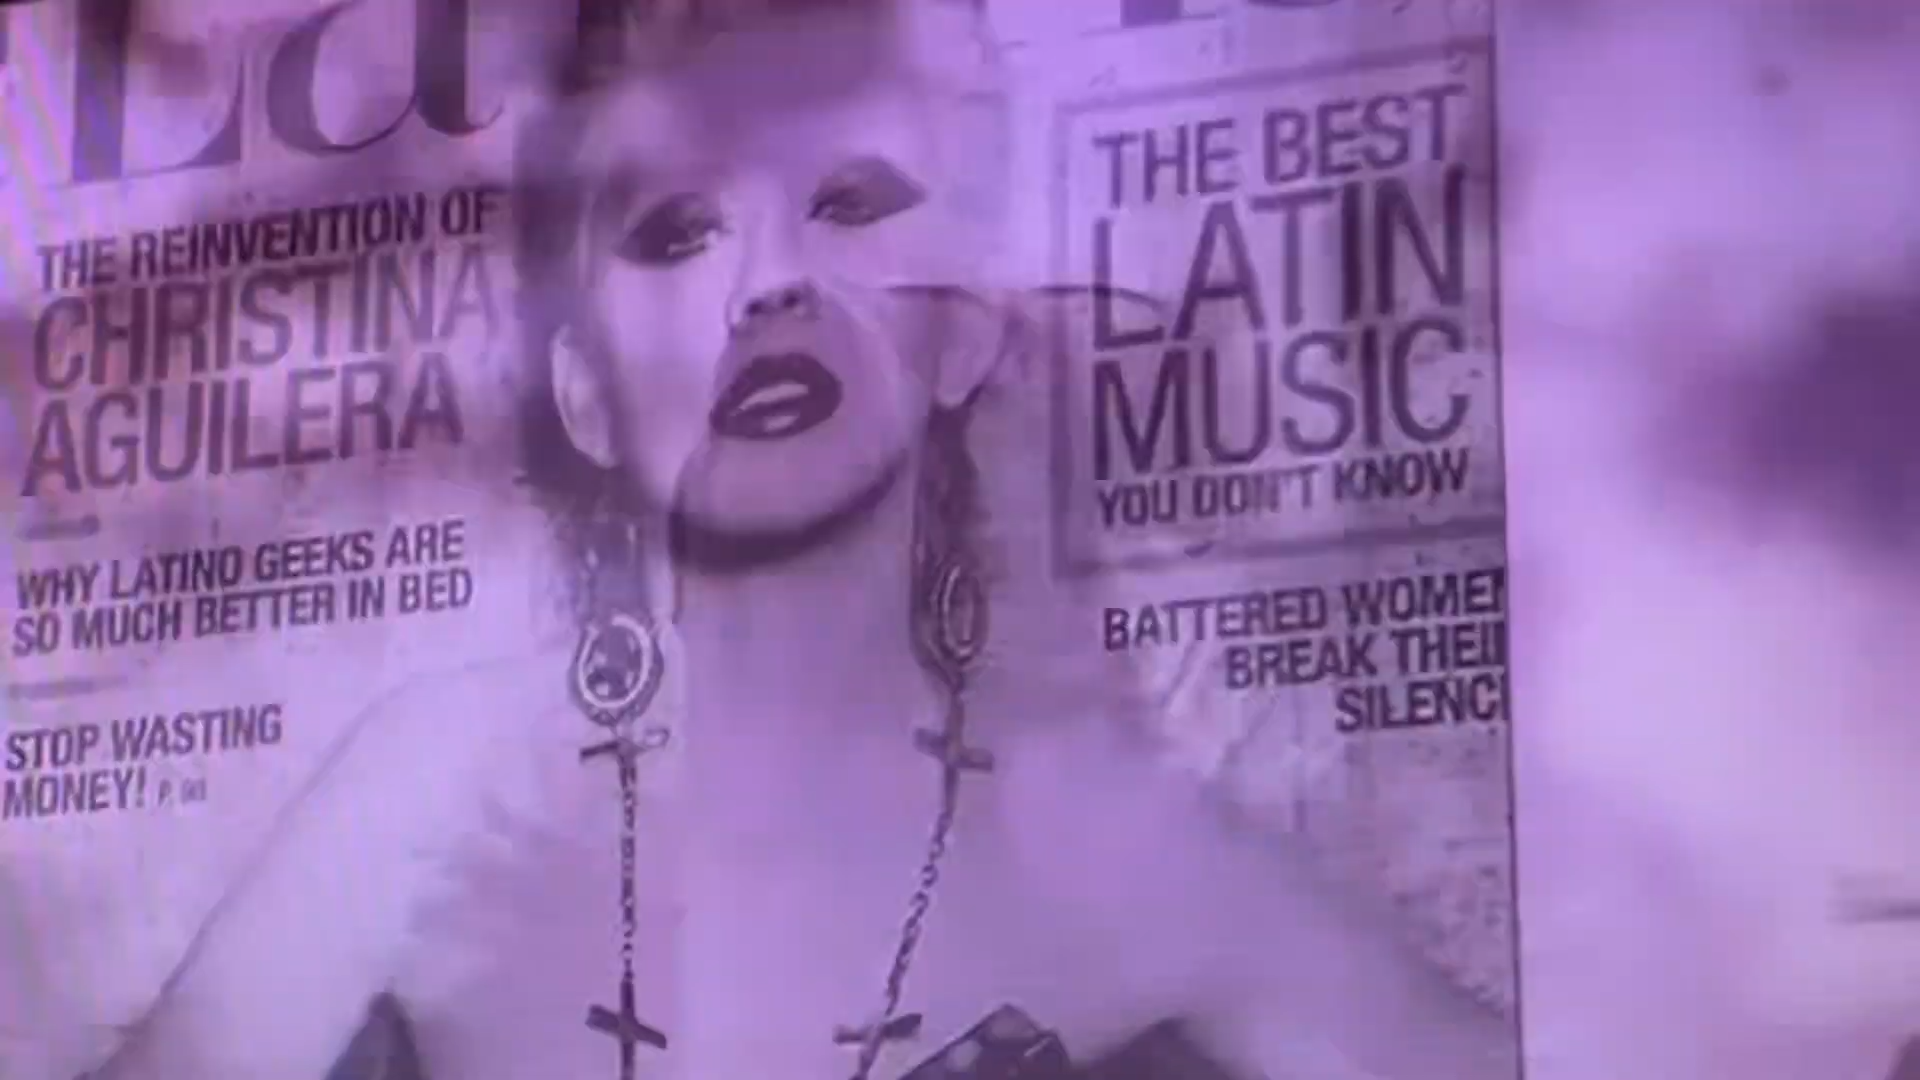 La
THE REINVENTION OF
CHRISTINA
AGUILERA
WHY LATINO GEEKS ARE
SO MUCH BETTER IN BED
STOP WASTING
MONEY!
THE BEST
LATIN
MUSIC
YOU DON'T KNOW
BATTERED WOMEN
BREAK THEI
SILENC